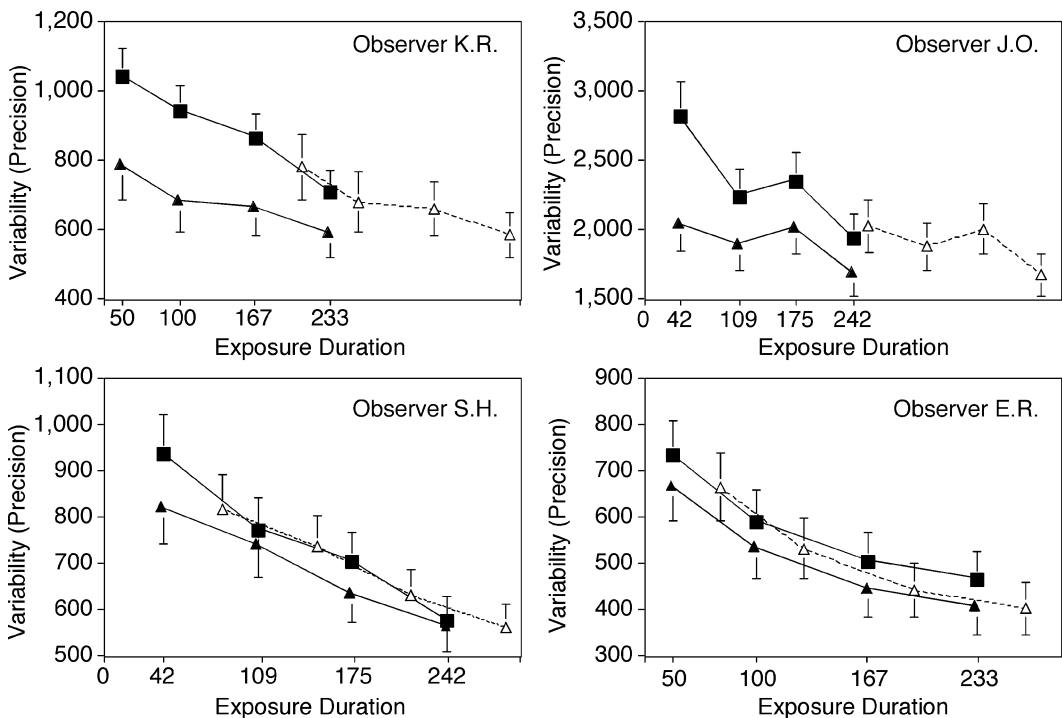 Observer K.R.
Variability (Precision)
1,200
1,000
800
600
400
50 100 167 233
Exposure Duration
Observer J.O.
Variability (Precision)
3,500
3,000
2,500
2,000
1,500
0 42 109 175 242
Exposure Duration
Observer S.H.
Variability (Precision)
1,100
1,000
900
800
700
600
500
0 42 109 175 242
Exposure Duration
Observer E.R.
Variability (Precision)
900
800
700
600
500
400
300
50 100 167 233
Exposure Duration